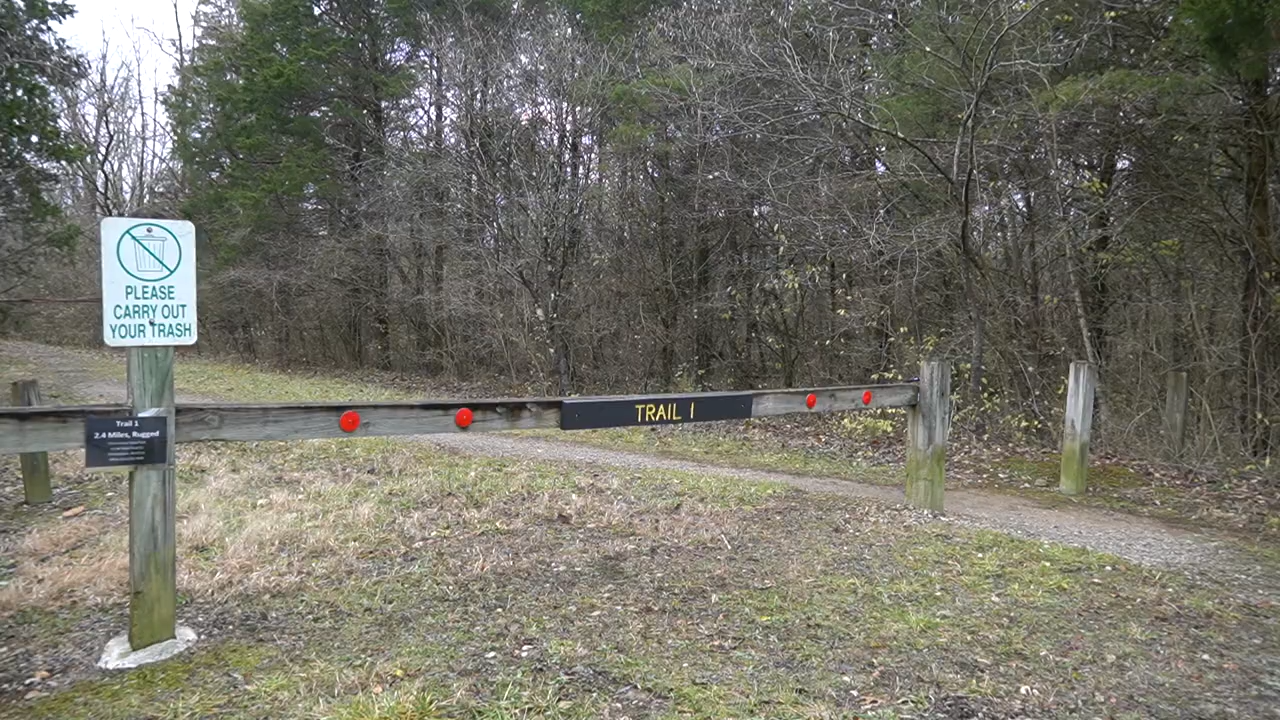 PLEASE
CARRY OUT
YOUR TRASH
Trail 1
2.4 Miles, Rugged
TRAIL 1